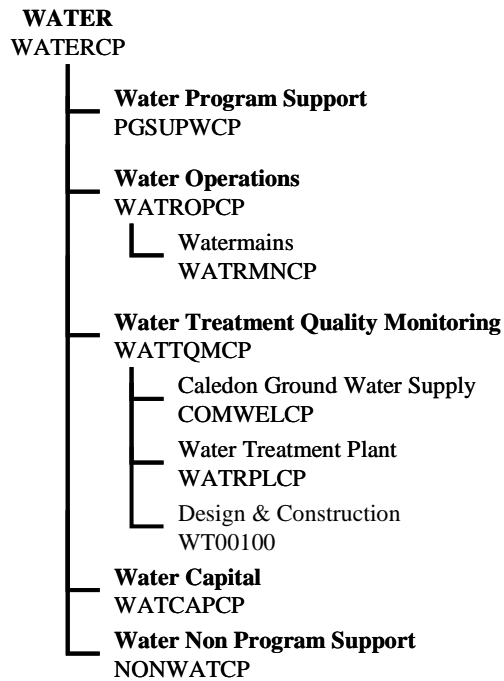 WATER
WATERCP
Water Program Support
PGSUPWCP
Water Operations
WATROPCP
Watermains
WATRMNCP
Water Treatment Quality Monitoring
WATTQMCP
Caledon Ground Water Supply
COMWELCP
Water Treatment Plant
WATRPLCP
Design & Construction
WT00100
Water Capital
WATCAPCP
Water Non Program Support
NONWATCP